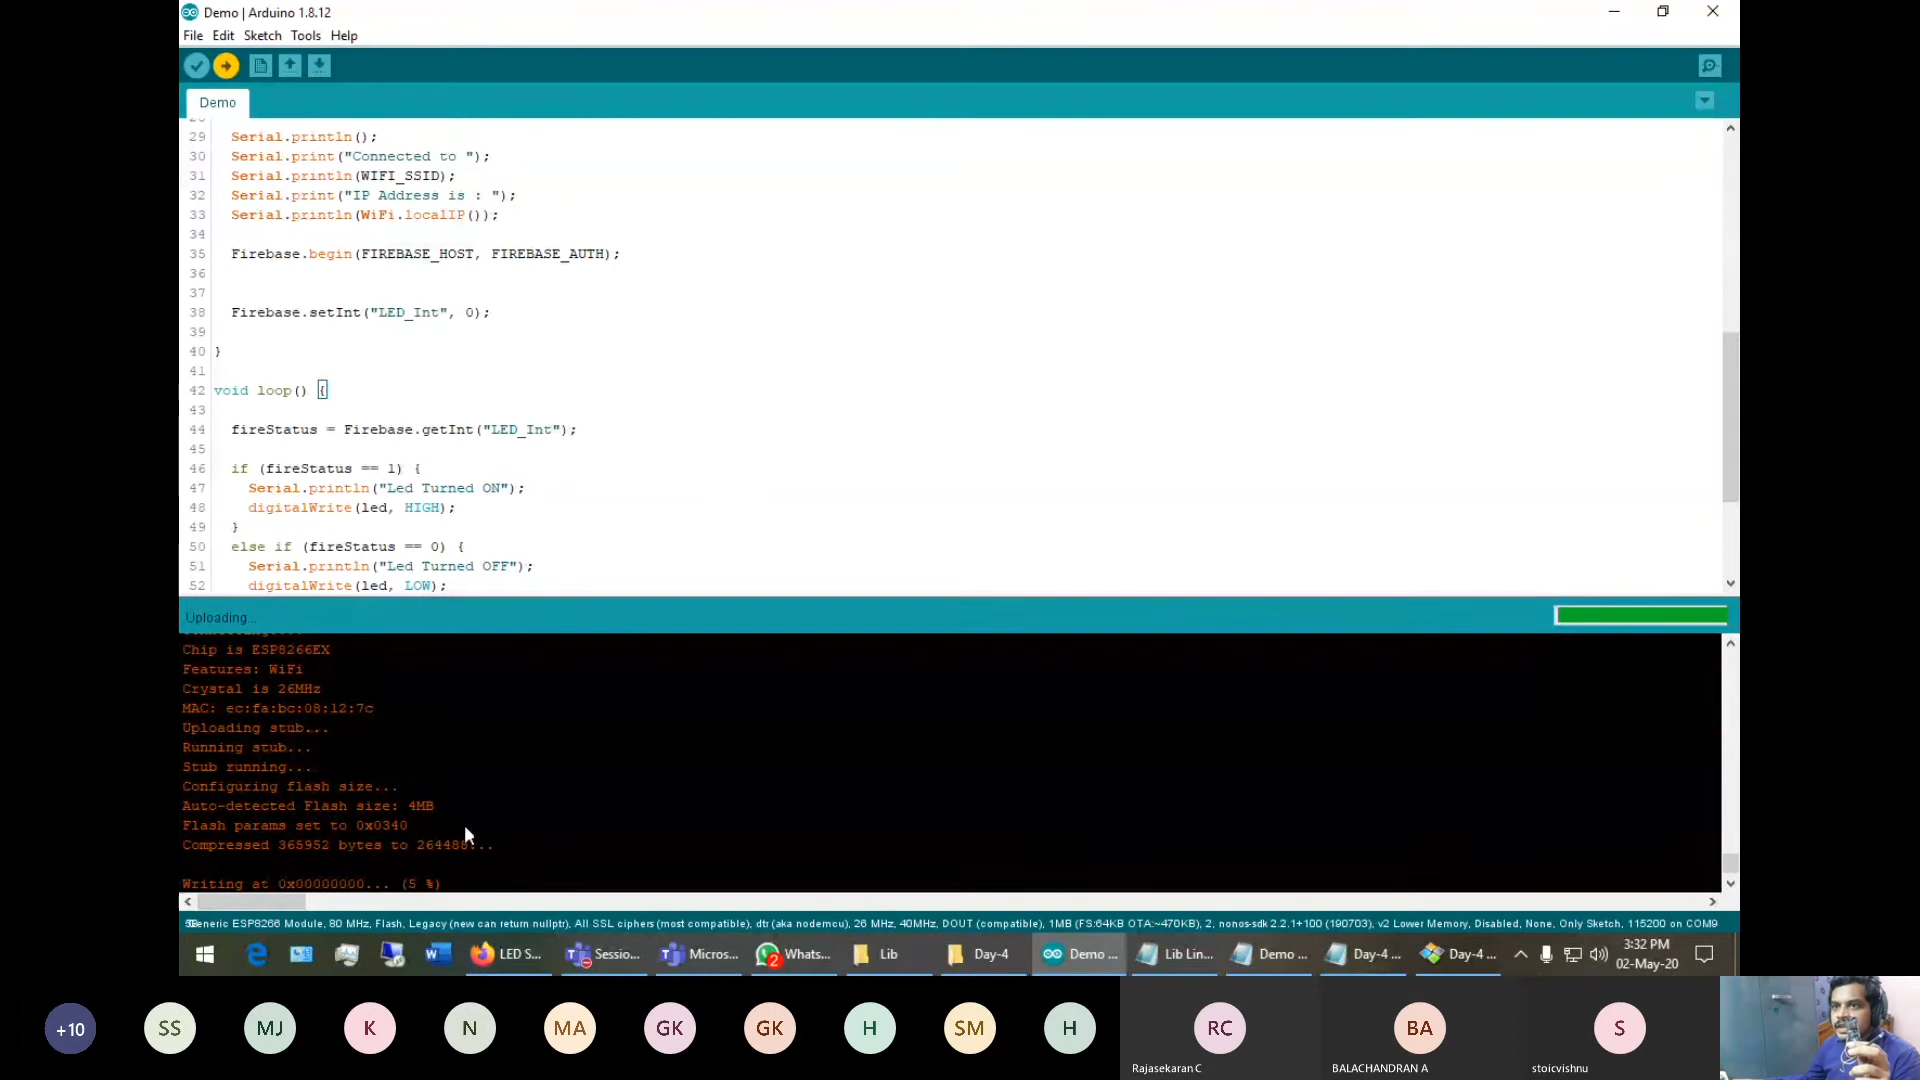 Demo | Arduino 1.8.12
File Edit Sketch Tools Help
Demo
29 Serial.println();
30 Serial.print("Connected to ");
31 Serial.println(WIFI_SSID);
32 Serial.print("IP Address is : ");
33 Serial.println(WiFi.localIP());
34
35 Firebase.begin(FIREBASE_HOST, FIREBASE_AUTH);
36
37
38 Firebase.setInt("LED_Int", 0);
39
40 }
41
42 void loop() {
43
44 fireStatus = Firebase.getInt("LED_Int");
45
46 if (fireStatus == 1) {
47 Serial.println("Led Turned ON");
48 digitalWrite(led, HIGH);
49 }
50 else if (fireStatus == 0) {
51 Serial.println("Led Turned OFF");
52 digitalWrite(led, LOW);
Uploading...
Chip is ESP8266EX
Features: WiFi
Crystal is 26MHz
MAC: ec:fa:bc:08:12:7c
Uploading stub...
Running stub...
Stub running...
Configuring flash size...
Auto-detected Flash size: 4MB
Flash params set to 0x0340
Compressed 365952 bytes to 264488...
Writing at 0x00000000... (5 %)
Generic ESP8266 Module, 80 MHz, Flash, Legacy (new can return nullptr), All SSL ciphers (most compatible), dtr (aka nodemcu), 26 MHz, 40MHz, DOUT (compatible), 1MB (FS:64KB OTA:~470KB), 2, nonos-sdk 2.2.1+100 (190703), v2 Lower Memory, Disabled, None, Only Sketch, 115200 on COM9
LED S... Sessio... Micros... 2 Whats... Lib Day-4 Demo ... Lib Lin... Demo ... Day-4 ... Day-4 ... 3:32 PM
02-May-20
+10 SS MJ K N MA GK GK H SM H RC BA S
Rajasekaran C BALACHANDRAN A stoicvishnu